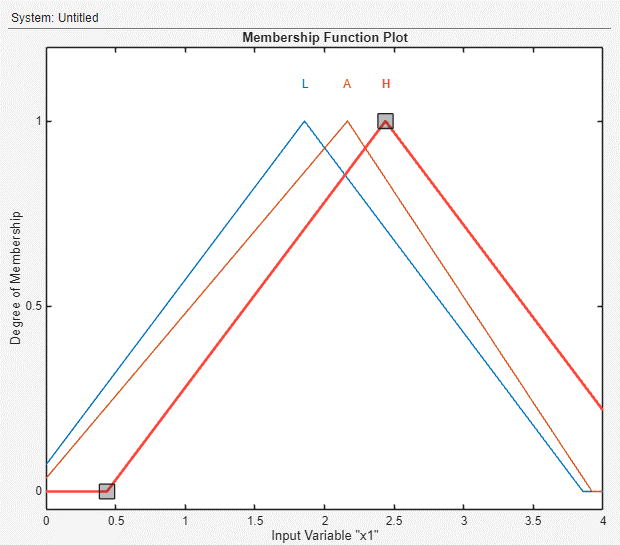 System: Untitled
Membership Function Plot
L A H
1
0.5
0
Degree of Membership
0 0.5 1 1.5 2 2.5 3 3.5 4
Input Variable "x1"